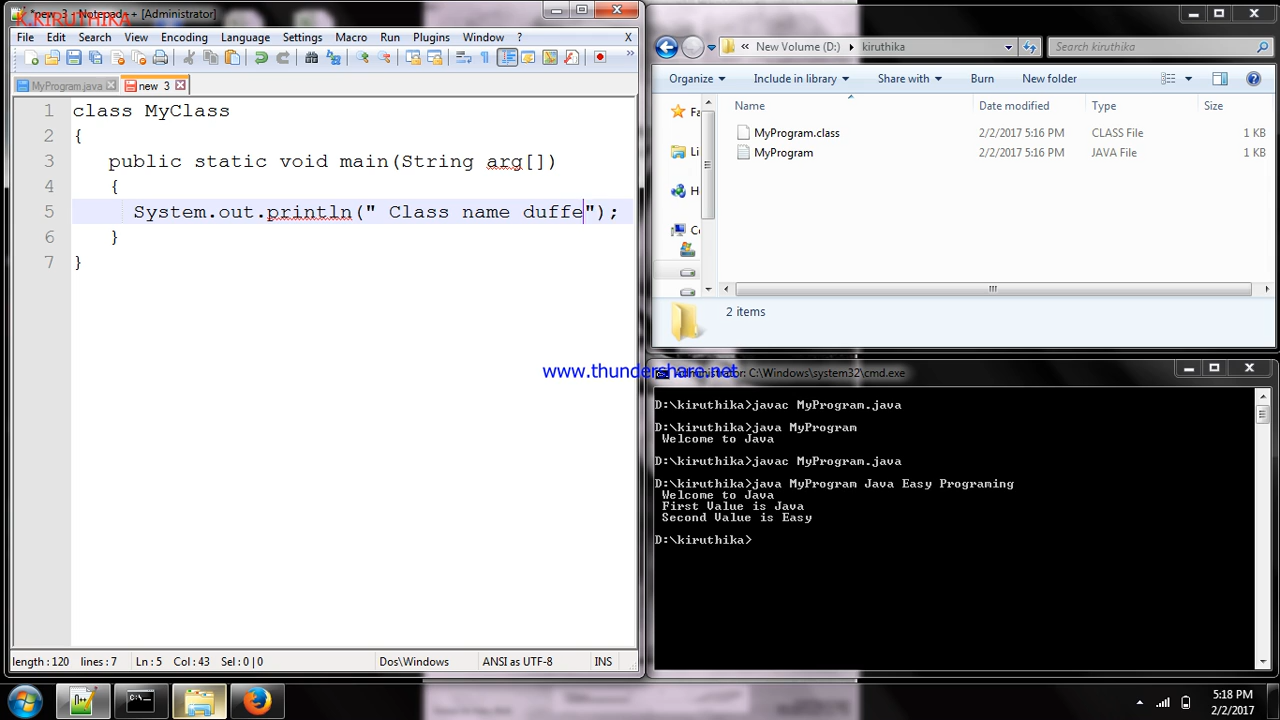 *new 3 - Notepad++ [Administrator]
K.KIRUTHIKA
File Edit Search View Encoding Language Settings Macro Run Plugins Window ? X
MyProgram.java new 3
1 class MyClass
2 {
3 public static void main(String arg[])
4 {
5 System.out.println(" Class name duffe");
6 }
7 }
length : 120 lines : 7 Ln : 5 Col : 43 Sel : 0 | 0 Dos\Windows ANSI as UTF-8 INS
New Volume (D:) kiruthika Search kiruthika
Organize Include in library Share with Burn New folder
Name Date modified Type Size
Fa
MyProgram.class 2/2/2017 5:16 PM CLASS File 1 KB
Li
MyProgram 2/2/2017 5:16 PM JAVA File 1 KB
H
Co
2 items
www.thundershare.net
Administrator: C:\Windows\system32\cmd.exe
D:\kiruthika>javac MyProgram.java
D:\kiruthika>java MyProgram
Welcome to Java
D:\kiruthika>javac MyProgram.java
D:\kiruthika>java MyProgram Java Easy Programing
Welcome to Java
First Value is Java
Second Value is Easy
D:\kiruthika>
5:18 PM
2/2/2017